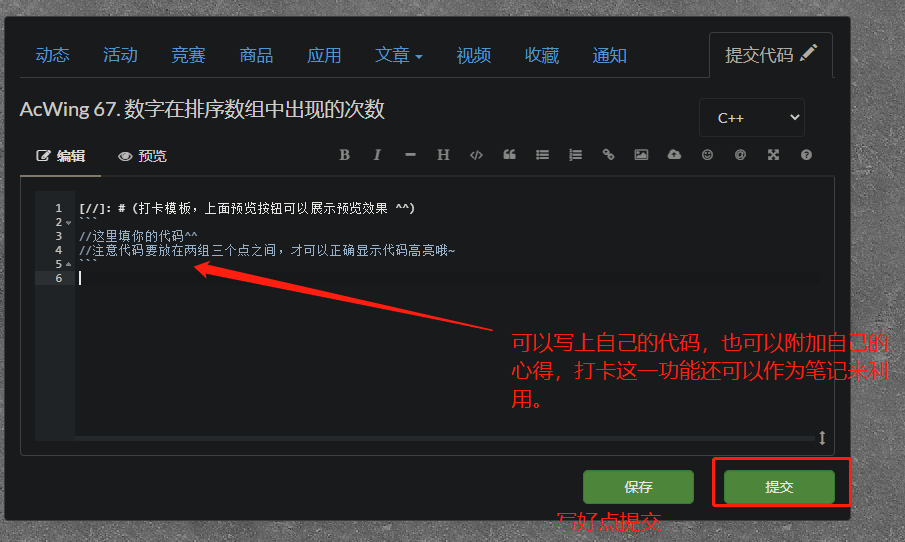 动态 活动 竞赛 商品 应用 文章 视频 收藏 通知 提交代码
AcWing 67. 数字在排序数组中出现的次数
C++
编辑 预览 B I H
1 [//]: # (打卡模板，上面预览按钮可以展示预览效果 ^^)
2 ```
3 //这里填你的代码^^
4 //注意代码要放在两组三个点之间，才可以正确显示代码高亮哦~
5 ```
6
可以写上自己的代码，也可以附加自己的
心得，打卡这一功能还可以作为笔记来利
用。
保存 提交
写好点提交